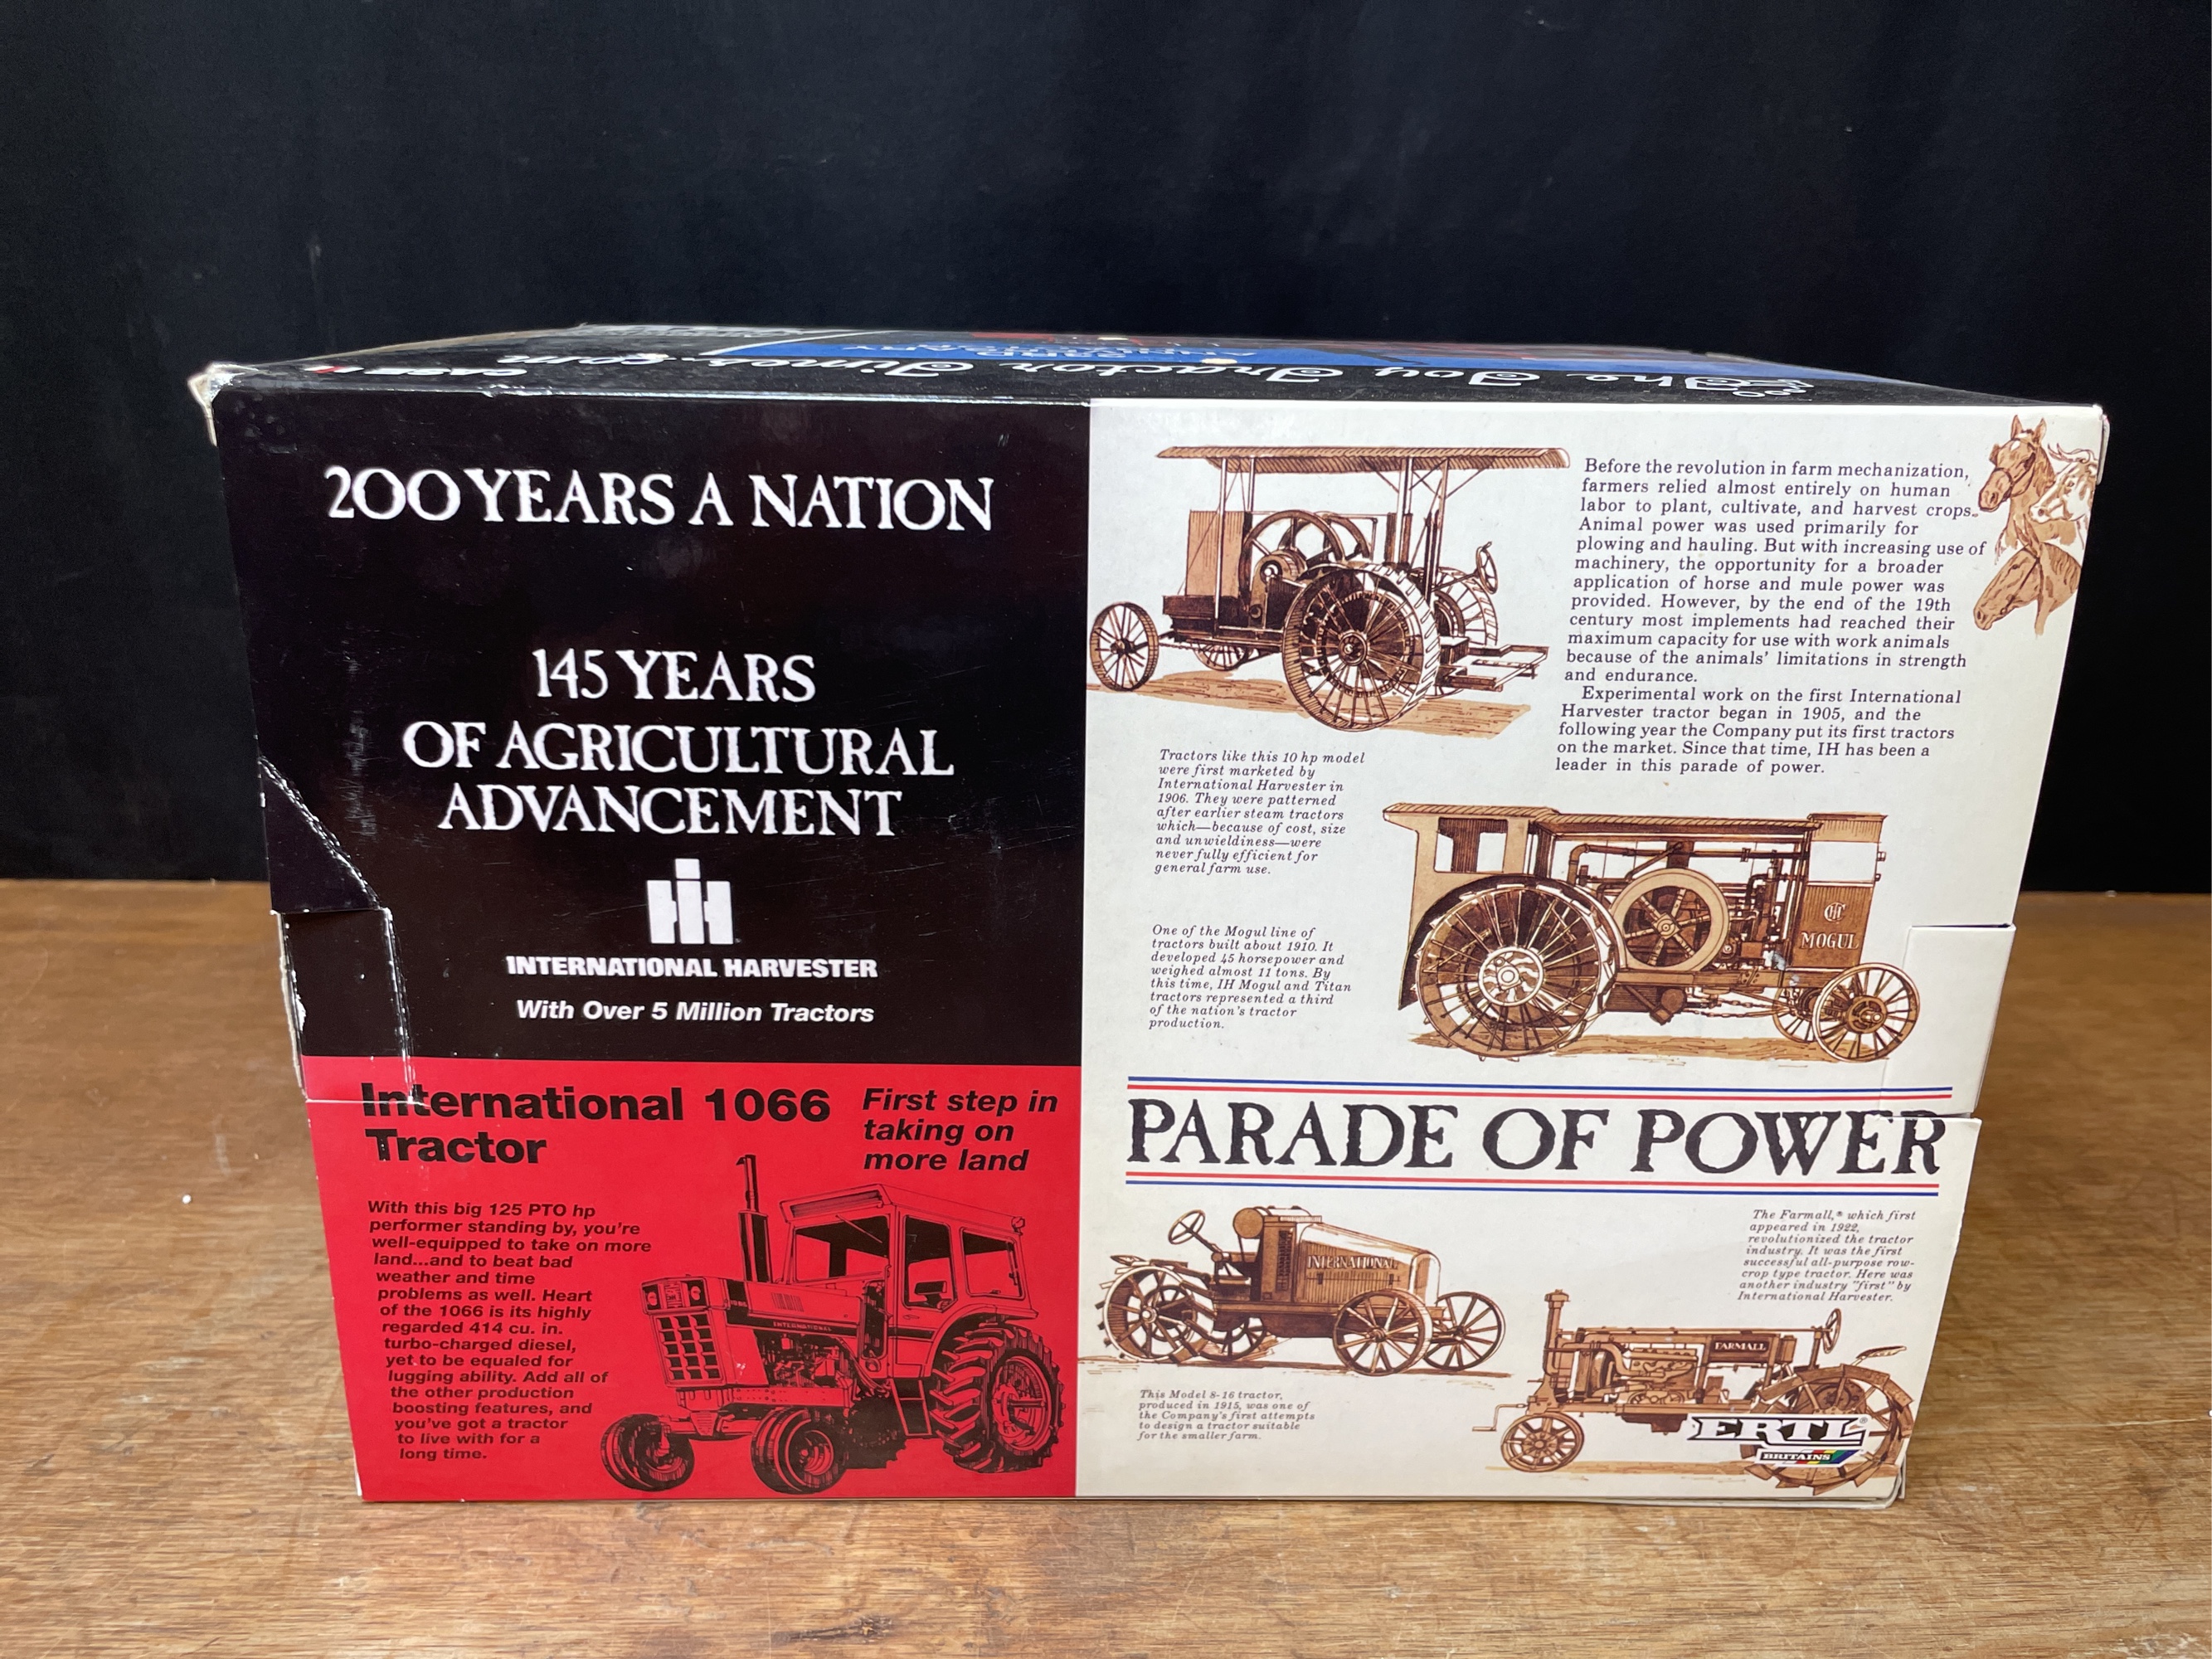 The Toy Tractor Times.com
CASE
23RD
ANNIVERSARY
200 YEARS A NATION
145 YEARS
OF AGRICULTURAL
ADVANCEMENT
INTERNATIONAL HARVESTER
With Over 5 Million Tractors
International 1066
Tractor
First step in
taking on
more land
With this big 125 PTO hp
performer standing by, you're
well-equipped to take on more
land...and to beat bad
weather and time
problems as well. Heart
of the 1066 is its highly
regarded 414 cu. in.
turbo-charged diesel,
yet to be equaled for
lugging ability. Add all of
the other production
boosting features, and
you've got a tractor
to live with for a
long time.
INTERNATIONAL
Before the revolution in farm mechanization,
farmers relied almost entirely on human
labor to plant, cultivate, and harvest crops.
Animal power was used primarily for
plowing and hauling. But with increasing use of
machinery, the opportunity for a broader
application of horse and mule power was
provided. However, by the end of the 19th
century most implements had reached their
maximum capacity for use with work animals
because of the animals' limitations in strength
and endurance.
Experimental work on the first International
Harvester tractor began in 1905, and the
following year the Company put its first tractors
on the market. Since that time, IH has been a
leader in this parade of power.
Tractors like this 10 hp model
were first marketed by
International Harvester in
1906. They were patterned
after earlier steam tractors
which—because of cost, size
and unwieldiness—were
never fully efficient for
general farm use.
One of the Mogul line of
tractors built about 1910. It
developed 45 horsepower and
weighed almost 11 tons. By
this time, IH Mogul and Titan
tractors represented a third
of the nation's tractor
production.
MOGUL
PARADE OF POWER
INTERNATIONAL
The Farmall,® which first
appeared in 1922,
revolutionized the tractor
industry. It was the first
successful all-purpose row-
crop type tractor. Here was
another industry "first" by
International Harvester.
FARMALL
This Model 8-16 tractor,
produced in 1915, was one of
the Company's first attempts
to design a tractor suitable
for the smaller farm.
ERTL®
BRITAINS